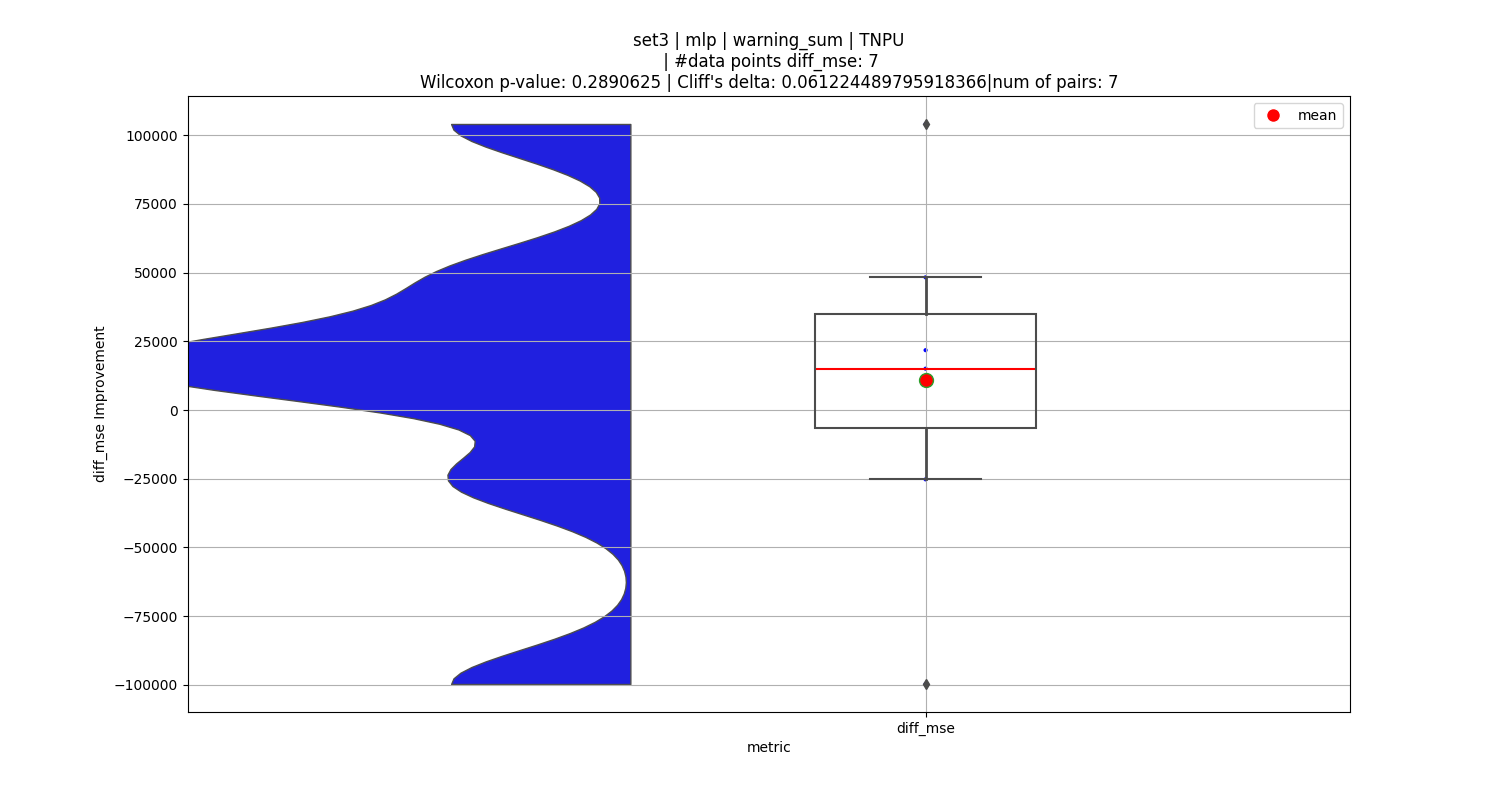 set3 | mlp | warning_sum | TNPU
| #data points diff_mse: 7
Wilcoxon p-value: 0.2890625 | Cliff's delta: 0.061224489795918366|num of pairs: 7
mean
100000
75000
50000
25000
0
−25000
−50000
−75000
−100000
diff_mse Improvement
diff_mse
metric